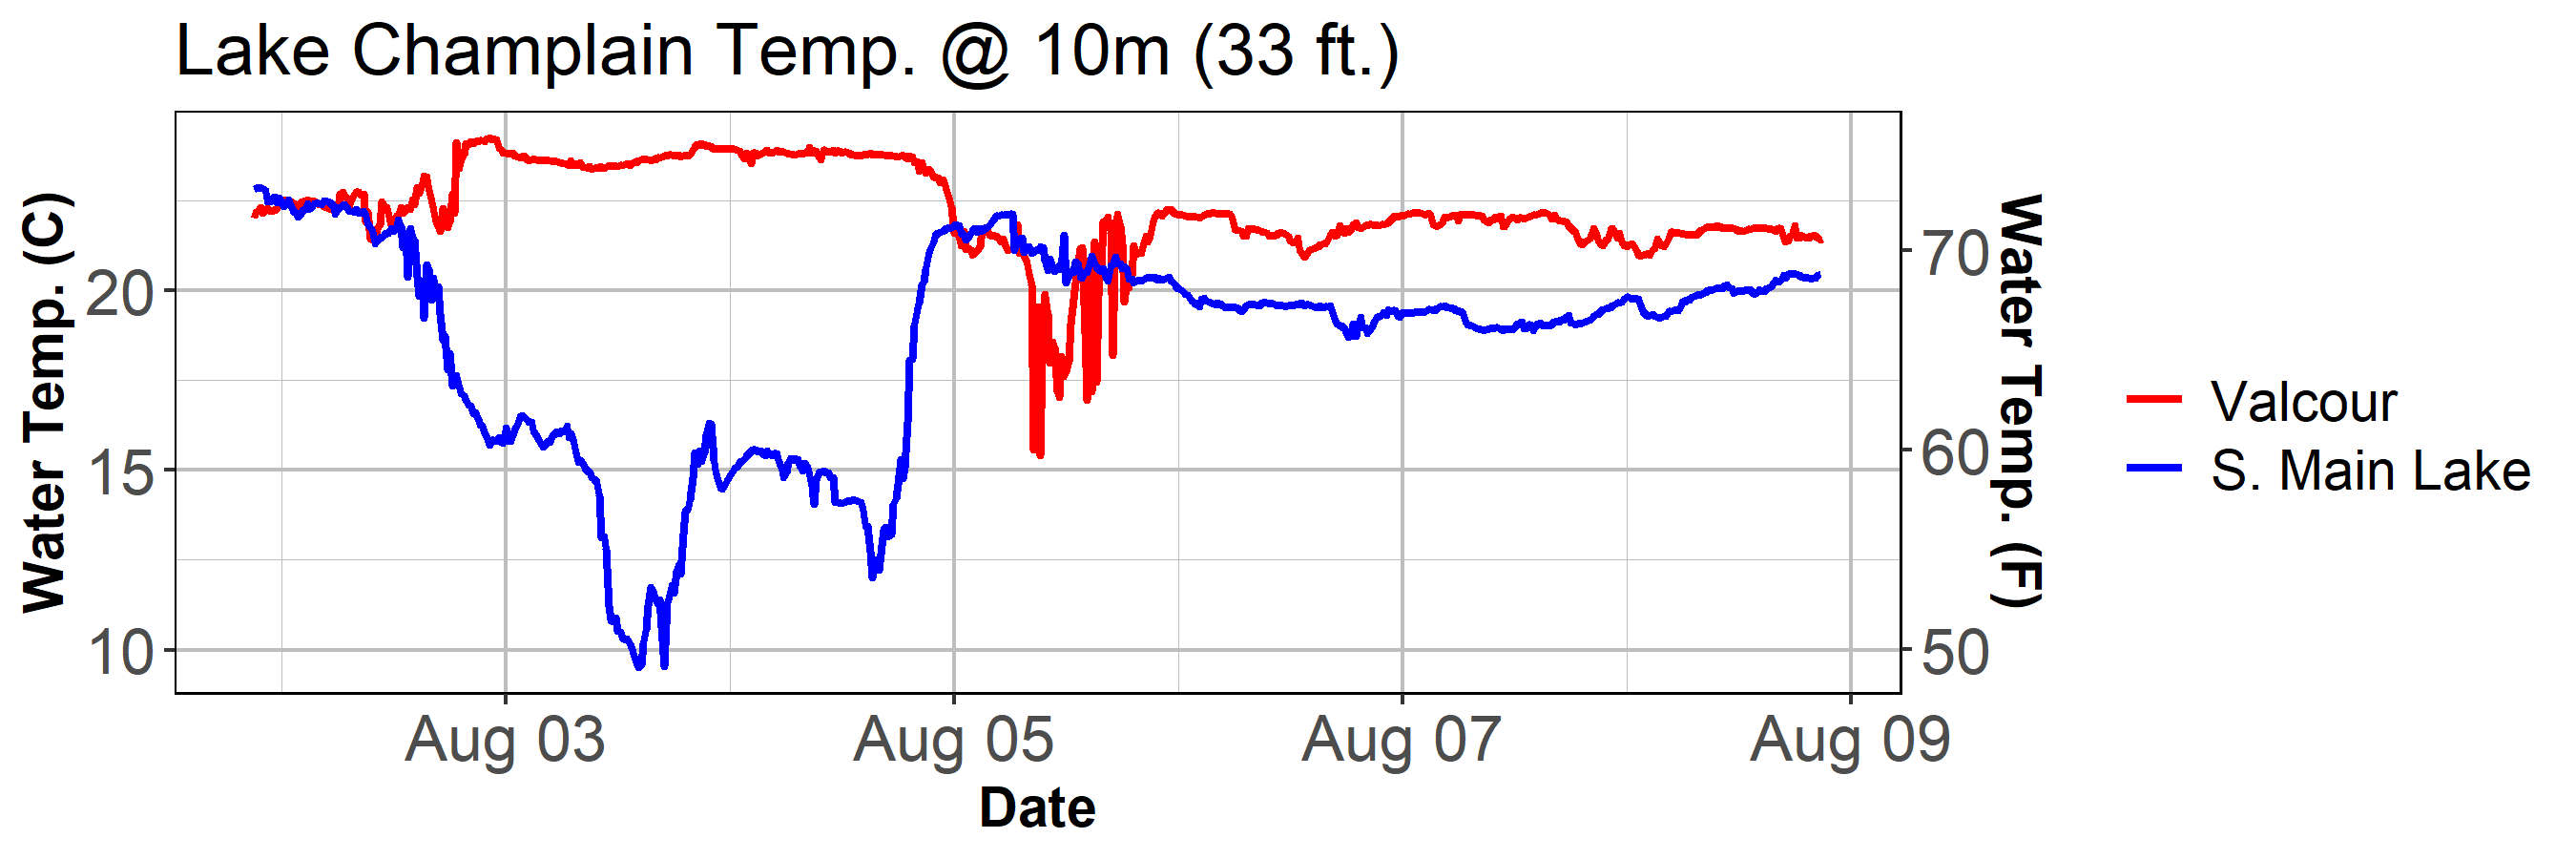 Lake Champlain Temp. @ 10m (33 ft.)
Water Temp. (C)
20
15
10
70
60
50
Water Temp. (F)
Aug 03
Aug 05
Aug 07
Aug 09
Date
Valcour
S. Main Lake